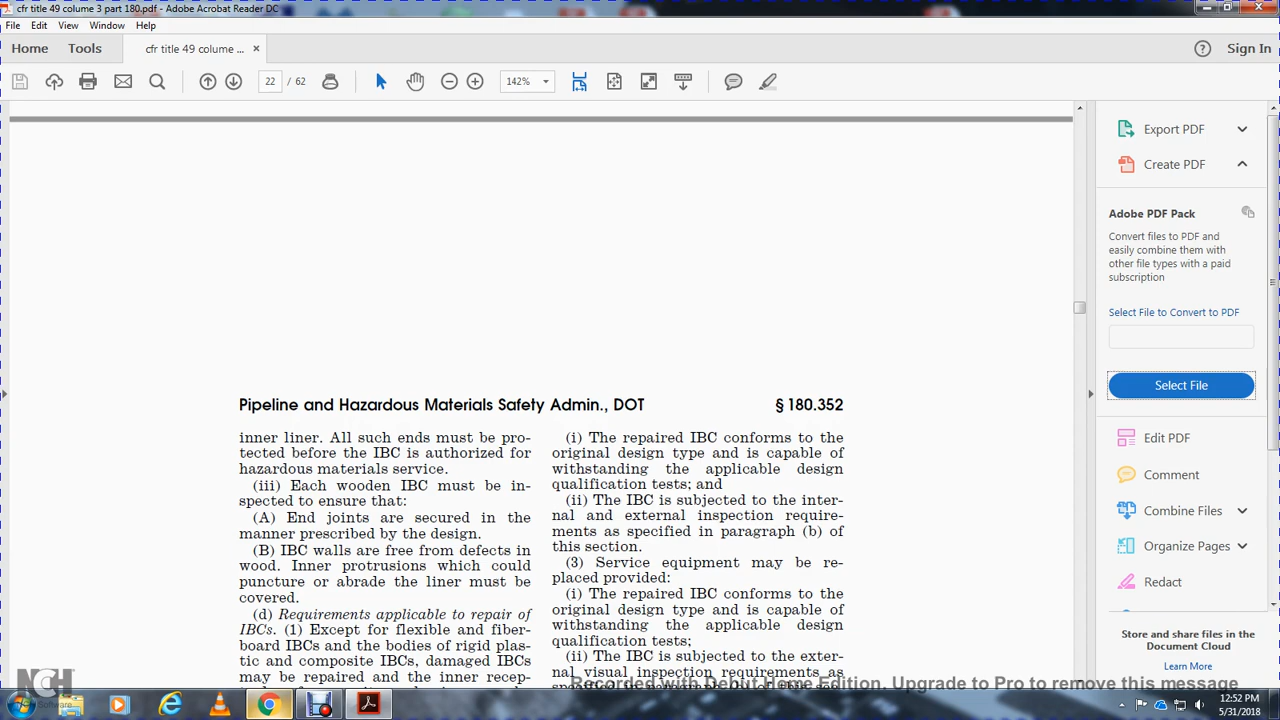 cfr title 49 colume 3 part 180.pdf - Adobe Acrobat Reader DC
File Edit View Window Help
Home Tools cfr title 49 colume ... × Sign In
22 / 62 142%
Export PDF
Create PDF
Adobe PDF Pack
Convert files to PDF and
easily combine them with
other file types with a paid
subscription
Select File to Convert to PDF
Select File
Edit PDF
Comment
Combine Files
Organize Pages
Redact
Store and share files in the
Document Cloud
Learn More
Pipeline and Hazardous Materials Safety Admin., DOT § 180.352
inner liner. All such ends must be pro-
tected before the IBC is authorized for
hazardous materials service.
(iii) Each wooden IBC must be in-
spected to ensure that:
(A) End joints are secured in the
manner prescribed by the design.
(B) IBC walls are free from defects in
wood. Inner protrusions which could
puncture or abrade the liner must be
covered.
(d) Requirements applicable to repair of
IBCs. (1) Except for flexible and fiber-
board IBCs and the bodies of rigid plas-
tic and composite IBCs, damaged IBCs
may be repaired and the inner recep-
(i) The repaired IBC conforms to the
original design type and is capable of
withstanding the applicable design
qualification tests; and
(ii) The IBC is subjected to the inter-
nal and external inspection require-
ments as specified in paragraph (b) of
this section.
(3) Service equipment may be re-
placed provided:
(i) The repaired IBC conforms to the
original design type and is capable of
withstanding the applicable design
qualification tests;
(ii) The IBC is subjected to the exter-
nal visual inspection requirements as
Recorded with Debut Home Edition. Upgrade to Pro to remove this message
NCH
Software
12:52 PM
5/31/2018